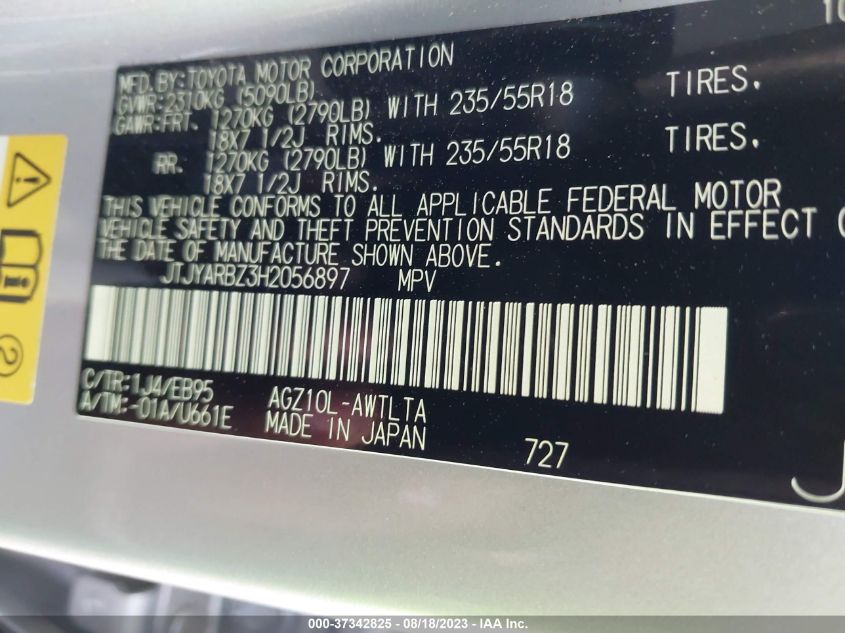 10
MFD.BY:TOYOTA MOTOR CORPORATION
GVWR:2310KG (5090LB)
GAWR:FRT. 1270KG (2790LB) WITH 235/55R18 TIRES.
18X7 1/2J RIMS.
RR. 1270KG (2790LB) WITH 235/55R18 TIRES.
18X7 1/2J RIMS.
THIS VEHICLE CONFORMS TO ALL APPLICABLE FEDERAL MOTOR
VEHICLE SAFETY AND THEFT PREVENTION STANDARDS IN EFFECT
THE DATE OF MANUFACTURE SHOWN ABOVE.
JTJYARBZ3H2056897 MPV
C/TR:1J4/EB95
A/TM:-01A/U661E
AGZ10L-AWTLTA
MADE IN JAPAN
727
000-37342825 - 08/18/2023 - IAA Inc.